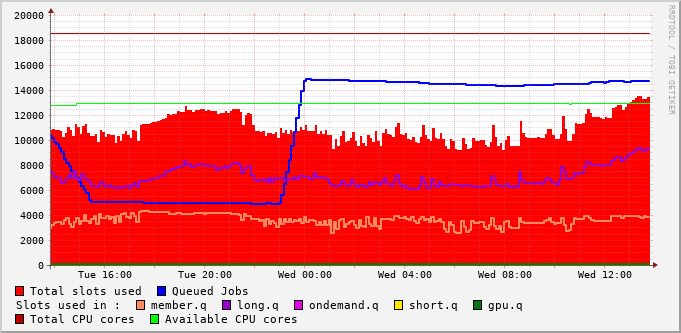 20000
18000
16000
14000
12000
10000
8000
6000
4000
2000
0
Tue 16:00 Tue 20:00 Wed 00:00 Wed 04:00 Wed 08:00 Wed 12:00
Total slots used Queued Jobs
Slots used in : member.q long.q ondemand.q short.q gpu.q
Total CPU cores Available CPU cores
RRDTOOL / TOBI OETIKER